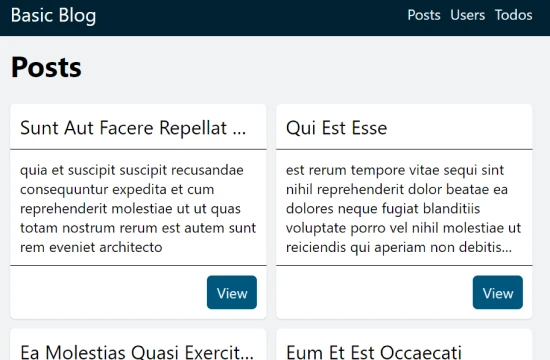 Basic Blog
Posts Users Todos
Posts
Sunt Aut Facere Repellat ...
quia et suscipit suscipit recusandae
consequuntur expedita et cum
reprehenderit molestiae ut ut quas
totam nostrum rerum est autem sunt
rem eveniet architecto
View
Qui Est Esse
est rerum tempore vitae sequi sint
nihil reprehenderit dolor beatae ea
dolores neque fugiat blanditiis
voluptate porro vel nihil molestiae ut
reiciendis qui aperiam non debitis...
View
Ea Molestias Quasi Exercit...
Eum Et Est Occaecati